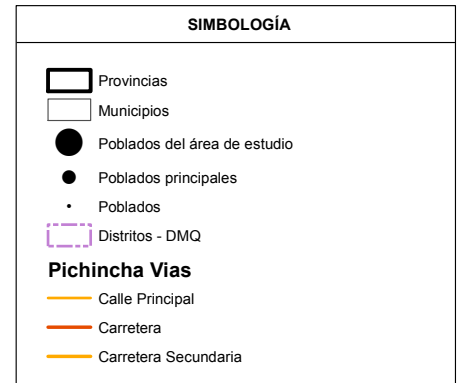 SIMBOLOGÍA
Provincias
Municipios
Poblados del área de estudio
Poblados principales
Poblados
Distritos - DMQ
Pichincha Vias
Calle Principal
Carretera
Carretera Secundaria